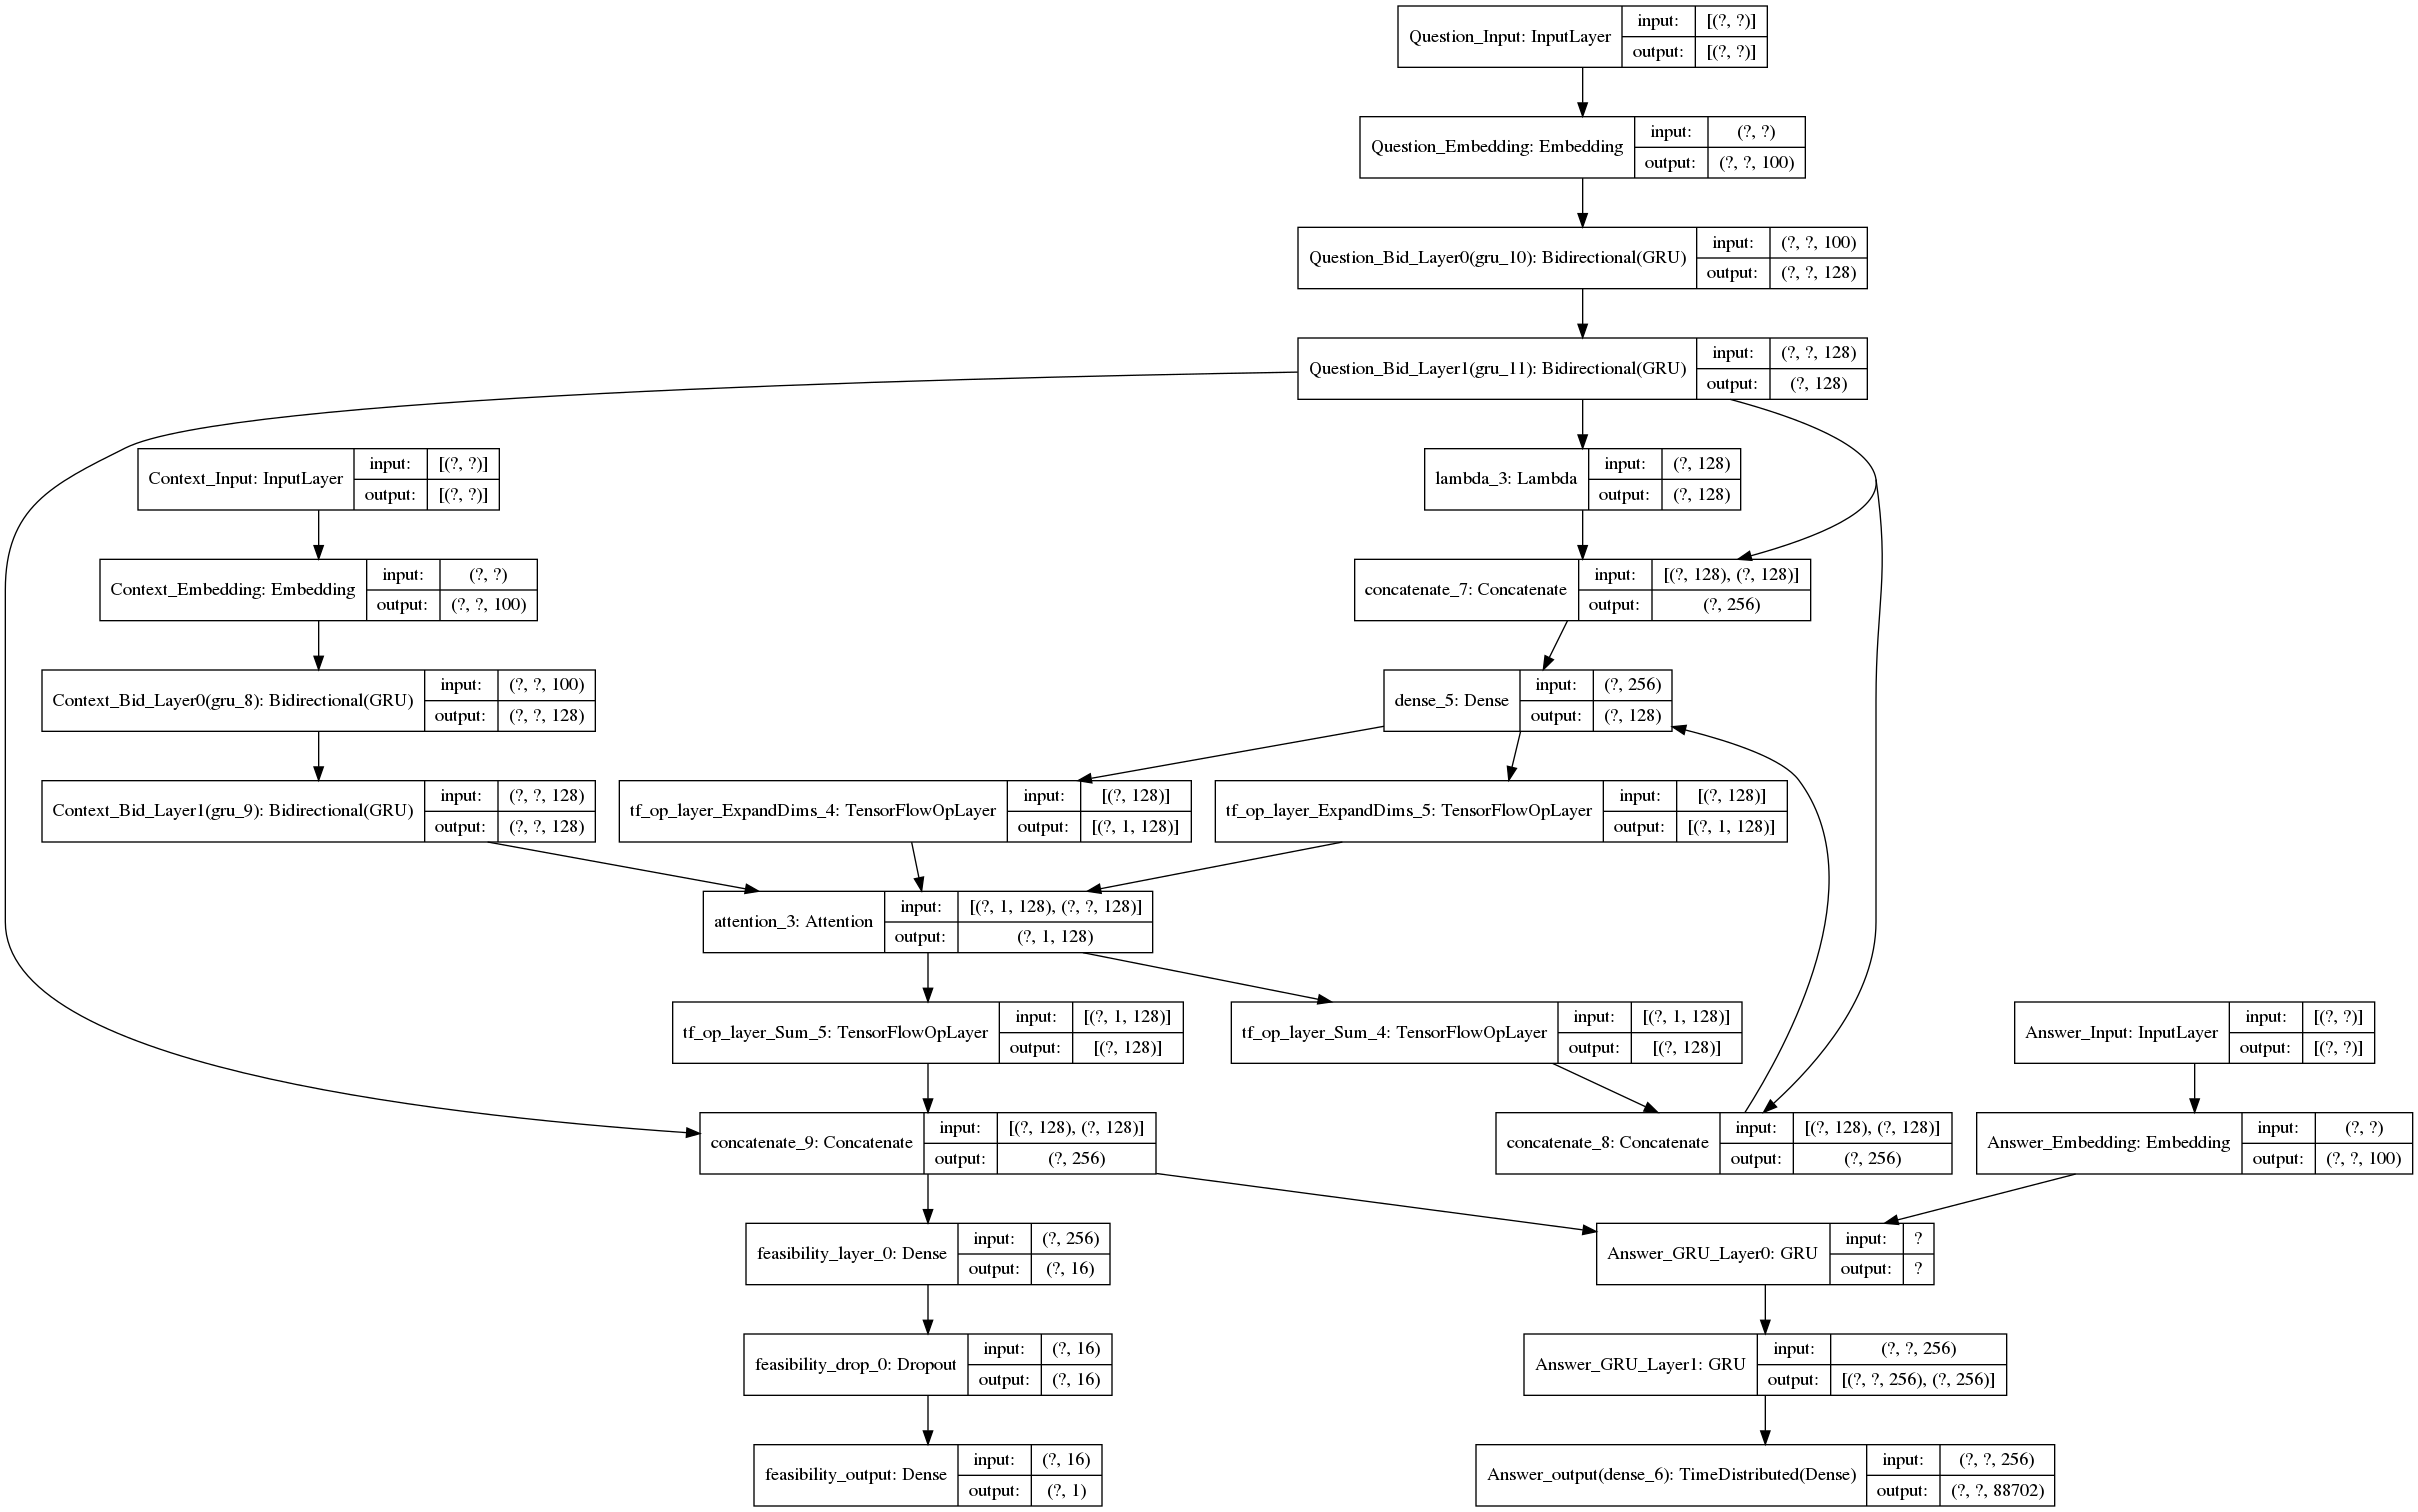 Question_Input: InputLayer
input: [(?, ?)]
output: [(?, ?)]
Question_Embedding: Embedding
input: (?, ?)
output: (?, ?, 100)
Question_Bid_Layer0(gru_10): Bidirectional(GRU)
input: (?, ?, 100)
output: (?, ?, 128)
Question_Bid_Layer1(gru_11): Bidirectional(GRU)
input: (?, ?, 128)
output: (?, 128)
Context_Input: InputLayer
input: [(?, ?)]
output: [(?, ?)]
lambda_3: Lambda
input: (?, 128)
output: (?, 128)
Context_Embedding: Embedding
input: (?, ?)
output: (?, ?, 100)
concatenate_7: Concatenate
input: [(?, 128), (?, 128)]
output: (?, 256)
Context_Bid_Layer0(gru_8): Bidirectional(GRU)
input: (?, ?, 100)
output: (?, ?, 128)
dense_5: Dense
input: (?, 256)
output: (?, 128)
Context_Bid_Layer1(gru_9): Bidirectional(GRU)
input: (?, ?, 128)
output: (?, ?, 128)
tf_op_layer_ExpandDims_4: TensorFlowOpLayer
input: [(?, 128)]
output: [(?, 1, 128)]
tf_op_layer_ExpandDims_5: TensorFlowOpLayer
input: [(?, 128)]
output: [(?, 1, 128)]
attention_3: Attention
input: [(?, 1, 128), (?, ?, 128)]
output: (?, 1, 128)
tf_op_layer_Sum_5: TensorFlowOpLayer
input: [(?, 1, 128)]
output: [(?, 128)]
tf_op_layer_Sum_4: TensorFlowOpLayer
input: [(?, 1, 128)]
output: [(?, 128)]
Answer_Input: InputLayer
input: [(?, ?)]
output: [(?, ?)]
concatenate_9: Concatenate
input: [(?, 128), (?, 128)]
output: (?, 256)
concatenate_8: Concatenate
input: [(?, 128), (?, 128)]
output: (?, 256)
Answer_Embedding: Embedding
input: (?, ?)
output: (?, ?, 100)
feasibility_layer_0: Dense
input: (?, 256)
output: (?, 16)
Answer_GRU_Layer0: GRU
input: ?
output: ?
feasibility_drop_0: Dropout
input: (?, 16)
output: (?, 16)
Answer_GRU_Layer1: GRU
input: (?, ?, 256)
output: [(?, ?, 256), (?, 256)]
feasibility_output: Dense
input: (?, 16)
output: (?, 1)
Answer_output(dense_6): TimeDistributed(Dense)
input: (?, ?, 256)
output: (?, ?, 88702)